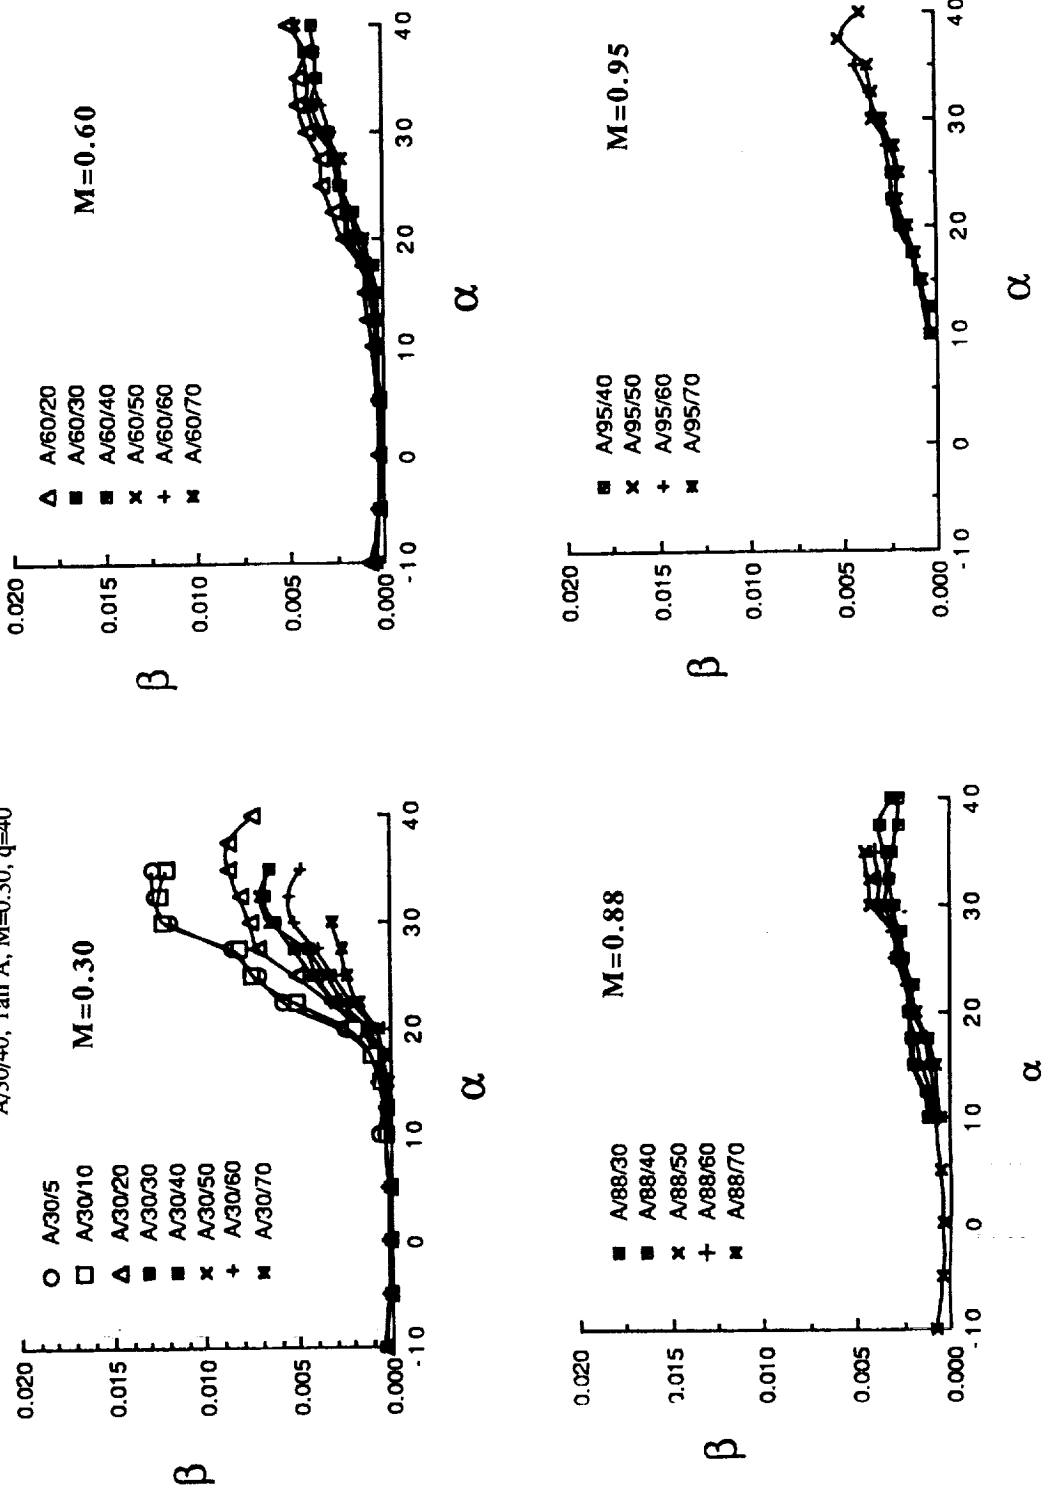 A/30/40, Tail A, M=0.30, q=40
0.020
0.015
0.010
0.005
0.000
β
○ A/30/5
□ A/30/10
△ A/30/20
■ A/30/30
■ A/30/40
× A/30/50
+ A/30/60
A/30/70
M=0.30
-10 0 10 20 30 40
α
0.020
0.015
0.010
0.005
0.000
β
△ A/60/20
■ A/60/30
■ A/60/40
× A/60/50
+ A/60/60
A/60/70
M=0.60
-10 0 10 20 30 40
α
0.020
0.010
0.005
0.000
β
■ A/88/30
■ A/88/40
× A/88/50
+ A/88/60
A/88/70
M=0.88
-10 0 10 20 30 40
α
0.020
0.015
0.010
0.005
0.000
β
■ A/95/40
× A/95/50
+ A/95/60
A/95/70
M=0.95
-10 0 10 20 30 40
α